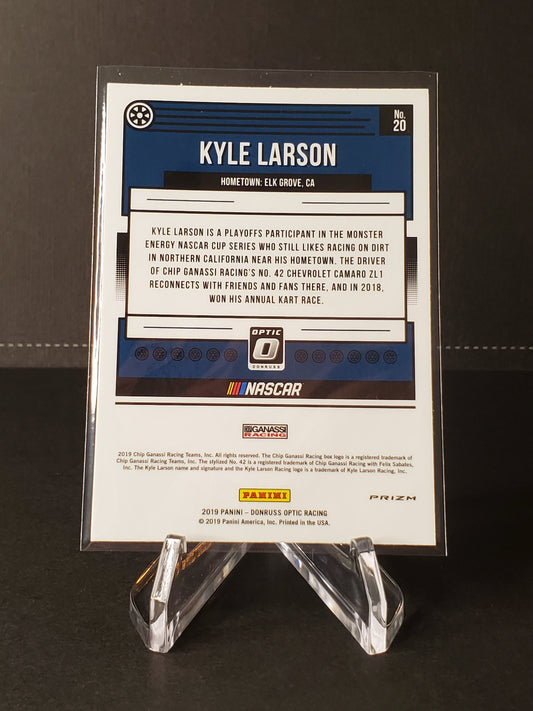 No.
20
KYLE LARSON
HOMETOWN: ELK GROVE, CA
KYLE LARSON IS A PLAYOFFS PARTICIPANT IN THE MONSTER
ENERGY NASCAR CUP SERIES WHO STILL LIKES RACING ON DIRT
IN NORTHERN CALIFORNIA NEAR HIS HOMETOWN. THE DRIVER
OF CHIP GANASSI RACING'S NO. 42 CHEVROLET CAMARO ZL1
RECONNECTS WITH FRIENDS AND FANS THERE, AND IN 2018,
WON HIS ANNUAL KART RACE.
OPTIC
O
DONRUSS
NASCAR
GANASSI
RACING
2019 Chip Ganassi Racing Teams, Inc. All rights reserved. The Chip Ganassi Racing box logo is a registered trademark of
Chip Ganassi Racing Teams, Inc. The stylized No. 42 is a registered trademark of Chip Ganassi Racing with Felix Sabates,
Inc. The Kyle Larson name and signature and the Kyle Larson Racing logo is a trademark of Kyle Larson Racing, Inc.
PANINI
PRIZM
2019 PANINI – DONRUSS OPTIC RACING
© 2019 Panini America, Inc. Printed in the USA.